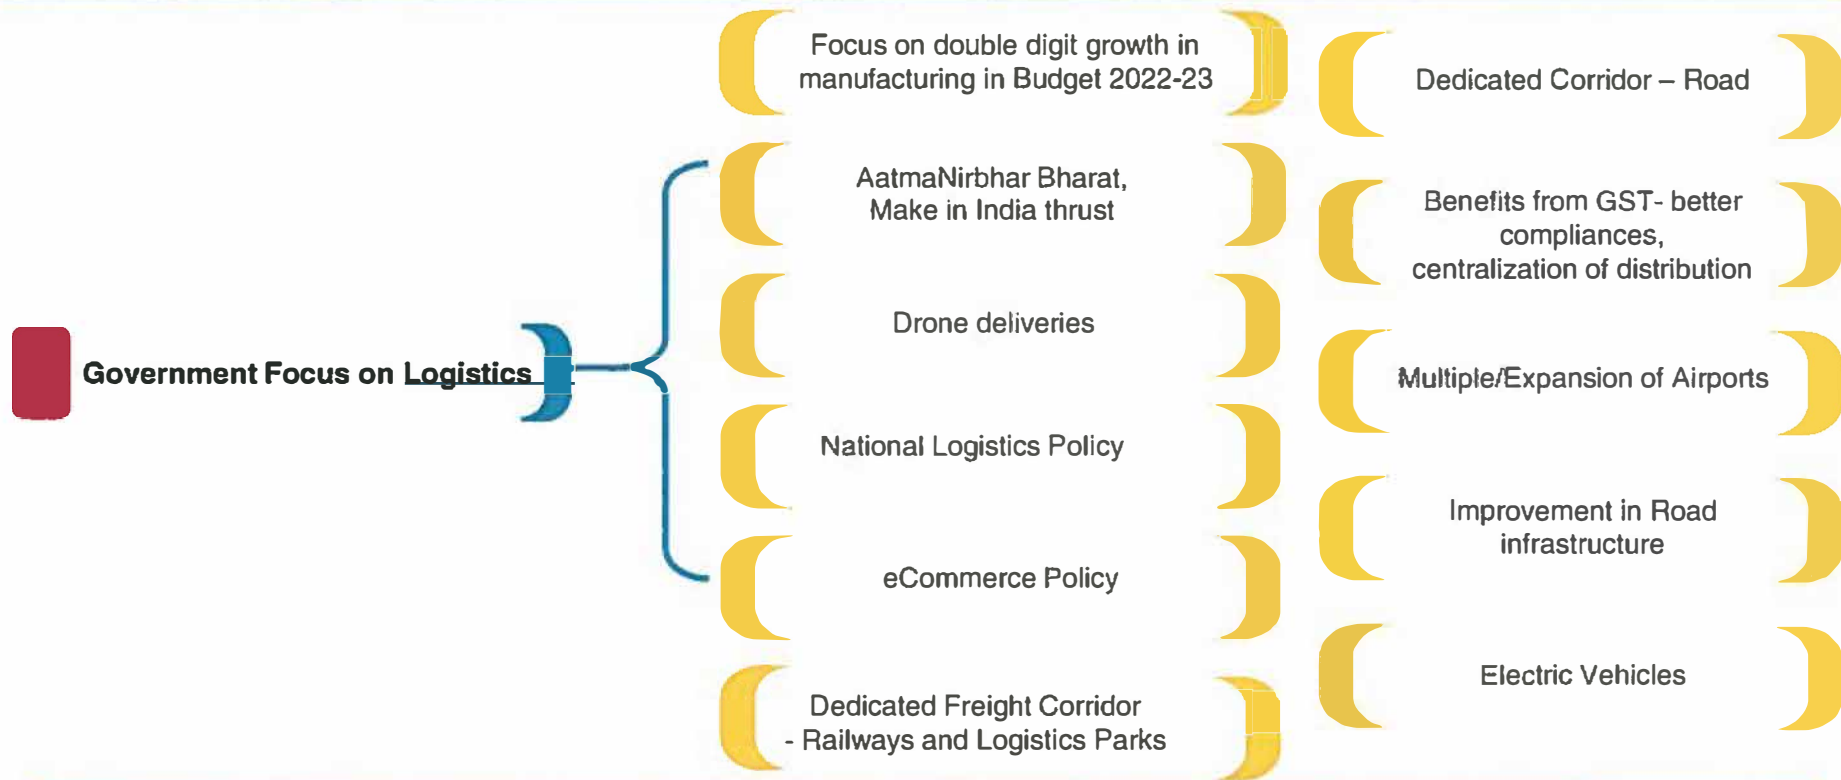 Government Focus on Logistics
Focus on double digit growth in
manufacturing in Budget 2022-23
AatmaNirbhar Bharat,
Make in India thrust
Drone deliveries
National Logistics Policy
eCommerce Policy
Dedicated Freight Corridor
- Railways and Logistics Parks
Dedicated Corridor – Road
Benefits from GST- better
compliances,
centralization of distribution
Multiple/Expansion of Airports
Improvement in Road
infrastructure
Electric Vehicles